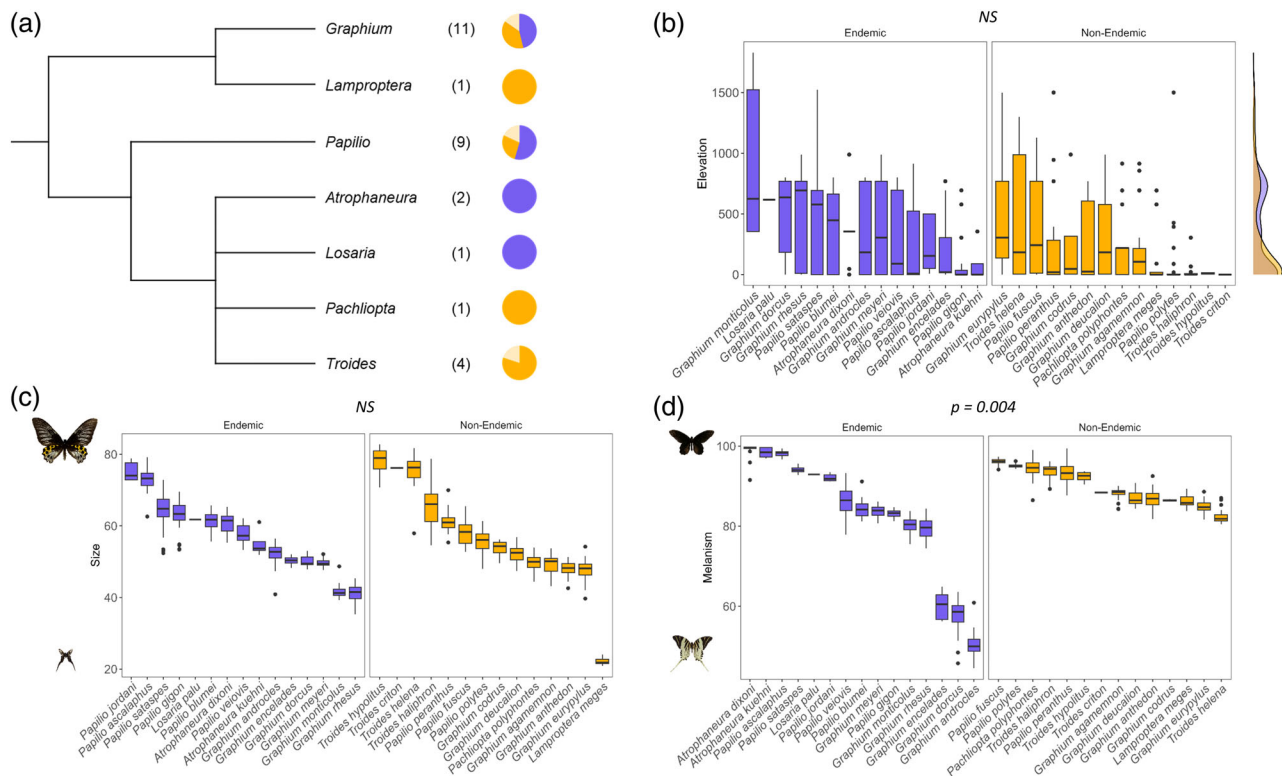 (a)
Graphium (11)
Lamproptera (1)
Papilio (9)
Atrophaneura (2)
Losaria (1)
Pachliopta (1)
Troides (4)
(b)
NS
Endemic
Non-Endemic
Elevation
1500
1000
500
0
Graphium monticolus
Losaria palu
Graphium dorcus
Graphium rhesus
Papilio sataspes
Papilio blumei
Atrophaneura dixoni
Graphium androcles
Graphium meyeri
Papilio veiovis
Papilio ascalaphus
Papilio jordani
Graphium encelades
Papilio gigon
Atrophaneura kuehni
Graphium eurypylus
Troides helena
Papilio fuscus
Papilio peranthus
Graphium codrus
Graphium anthedon
Graphium deucalion
Pachliopta polyphontes
Graphium agamemnon
Lamproptera meges
Papilio polytes
Troides haliphron
Troides hypolitus
Troides criton
(c)
NS
Endemic
Non-Endemic
Size
80
60
40
20
Papilio jordani
Papilio ascalaphus
Papilio satapses
Papilio gigon
Losaria palu
Papilio blumei
Atrophaneura dixoni
Papilio veiovis
Atrophaneura kuehni
Graphium androcles
Graphium encelades
Graphium dorcus
Graphium meyeri
Graphium monticolus
Graphium rhesus
Troides hypolitus
Troides criton
Troides helena
Troides haliphron
Papilio peranthus
Papilio fuscus
Papilio polytes
Graphium codrus
Graphium deucalion
Pachliopta polyphontes
Graphium agamemnon
Graphium anthedon
Graphium eurypylus
Lamproptera meges
(d)
p = 0.004
Endemic
Non-Endemic
Melanism
100
80
60
Atrophaneura dixoni
Atrophaneura kuehni
Papilio ascalaphus
Papilio sataspes
Losaria palu
Papilio jordani
Papilio veiovis
Papilio blumei
Graphium meyeri
Papilio gigon
Graphium monticolus
Graphium rhesus
Graphium encelades
Graphium dorcus
Graphium androcles
Papilio fuscus
Papilio polytes
Pachliopta polyphontes
Troides haliphron
Papilio peranthus
Troides hypolitus
Troides criton
Graphium agamemnon
Graphium deucalion
Graphium anthedon
Graphium codrus
Lamproptera meges
Graphium eurypylus
Troides helena